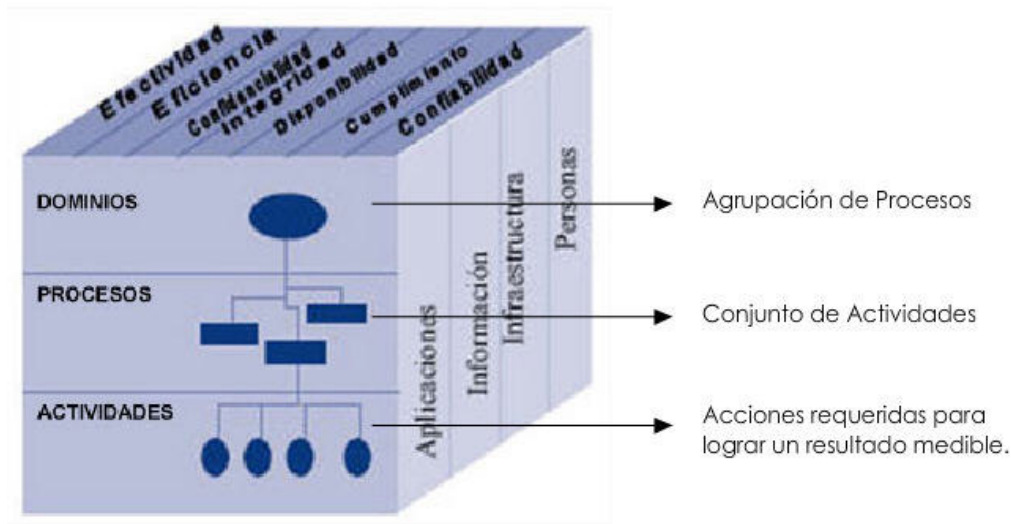 Efectividad
Eficiencia
Confidencialidad
Integridad
Disponibilidad
Cumplimiento
Confiabilidad
DOMINIOS
PROCESOS
ACTIVIDADES
Aplicaciones
Información
Infraestructura
Personas
Agrupación de Procesos
Conjunto de Actividades
Acciones requeridas para
lograr un resultado medible.